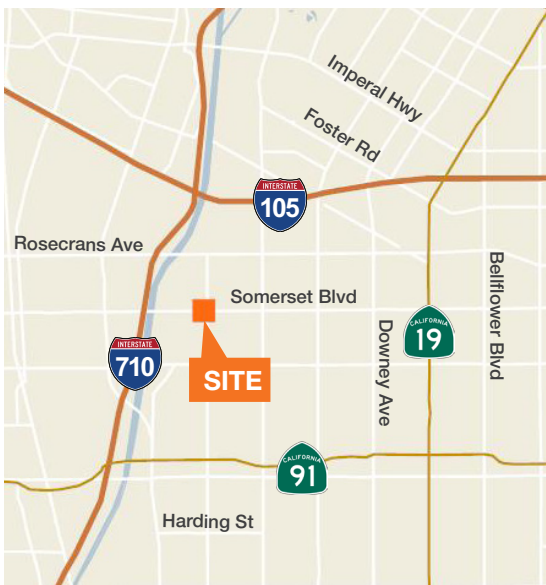 Imperal Hwy
Foster Rd
INTERSTATE
105
Rosecrans Ave
Somerset Blvd
Bellflower Blvd
CALIFORNIA
19
Downey Ave
INTERSTATE
710
SITE
CALIFORNIA
91
Harding St